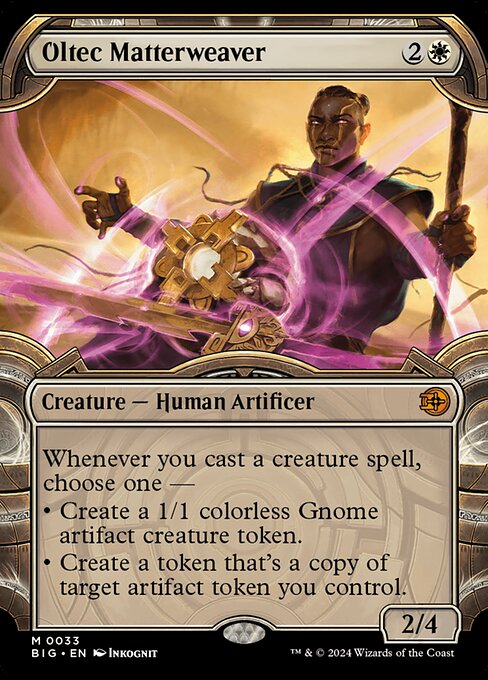 Oltec Matterweaver 2
Creature — Human Artificer
Whenever you cast a creature spell,
choose one —
• Create a 1/1 colorless Gnome
artifact creature token.
• Create a token that's a copy of
target artifact token you control.
2/4
M 0033
BIG • EN Inkognit
™ & © 2024 Wizards of the Coast